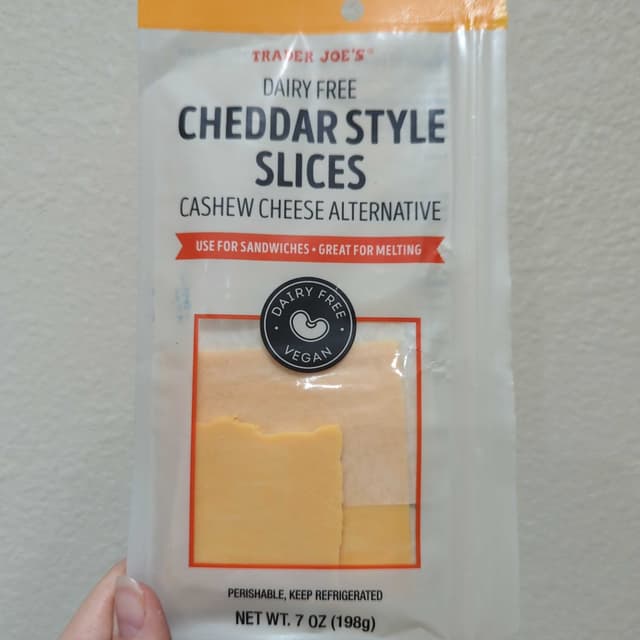 TRADER JOE'S®
DAIRY FREE
CHEDDAR STYLE
SLICES
CASHEW CHEESE ALTERNATIVE
USE FOR SANDWICHES • GREAT FOR MELTING
• DAIRY FREE •
VEGAN
PERISHABLE, KEEP REFRIGERATED
NET WT. 7 OZ (198g)